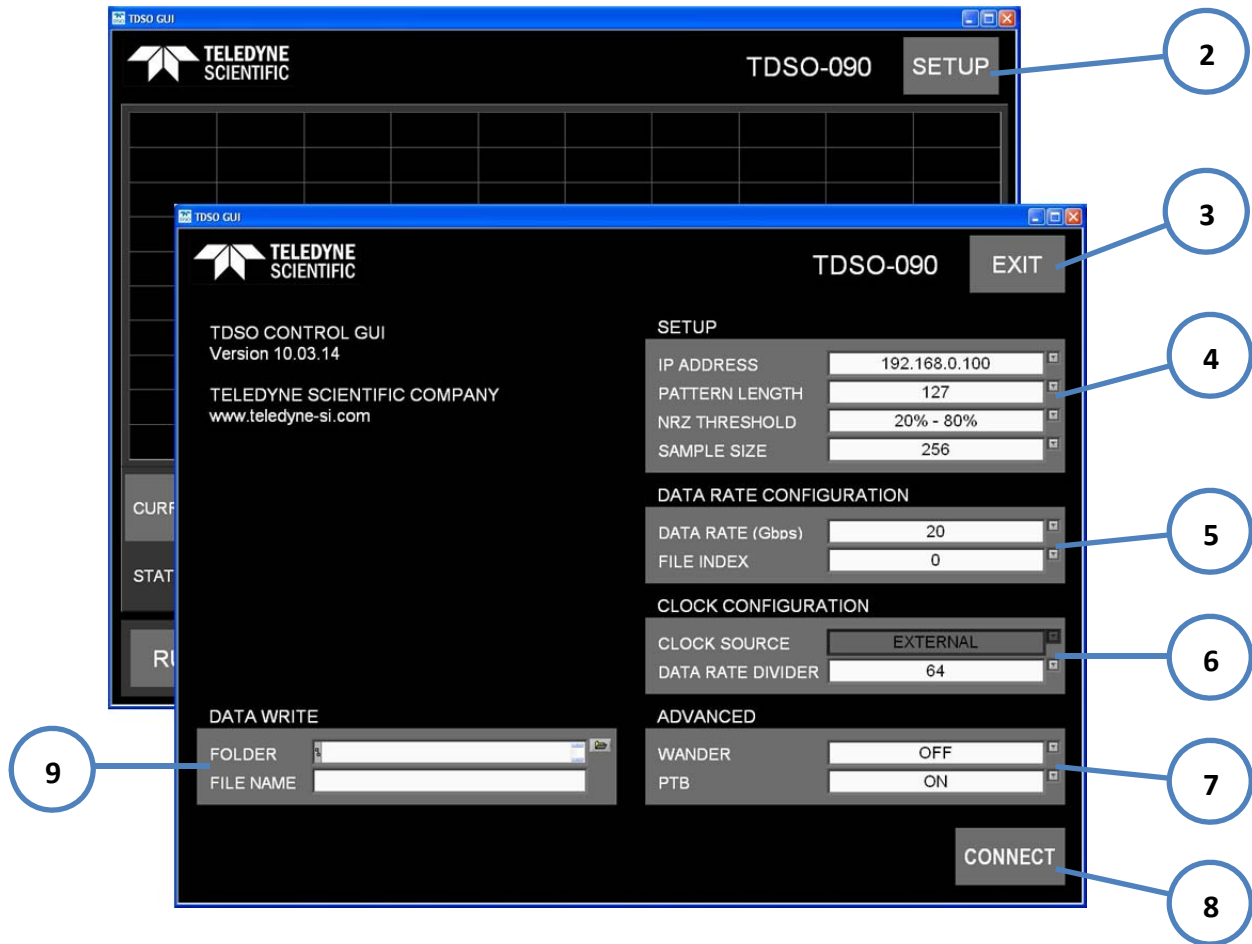 TDSO GUI
TELEDYNE
SCIENTIFIC
TDSO-090
SETUP
2
TDSO GUI
3
TELEDYNE
SCIENTIFIC
TDSO-090
EXIT
TDSO CONTROL GUI
Version 10.03.14
TELEDYNE SCIENTIFIC COMPANY
www.teledyne-si.com
SETUP
IP ADDRESS 192.168.0.100
PATTERN LENGTH 127
NRZ THRESHOLD 20% - 80%
SAMPLE SIZE 256
4
DATA RATE CONFIGURATION
DATA RATE (Gbps) 20
FILE INDEX 0
5
CLOCK CONFIGURATION
CLOCK SOURCE EXTERNAL
DATA RATE DIVIDER 64
6
CURR
STAT
RU
DATA WRITE
FOLDER
FILE NAME
9
ADVANCED
WANDER OFF
PTB ON
7
CONNECT
8